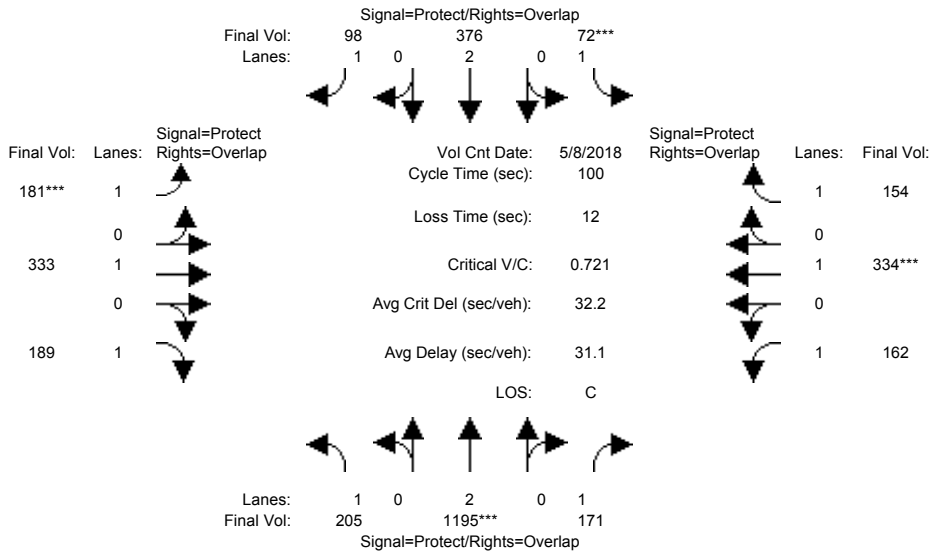 Signal=Protect/Rights=Overlap
Final Vol: 98 376 72***
Lanes: 1 0 2 0 1
Signal=Protect
Final Vol: Lanes: Rights=Overlap
Vol Cnt Date: 5/8/2018
Signal=Protect
Rights=Overlap Lanes: Final Vol:
Cycle Time (sec): 100
181*** 1
1 154
Loss Time (sec): 12
0
0
333 1
Critical V/C: 0.721
1 334***
0
Avg Crit Del (sec/veh): 32.2
0
189 1
Avg Delay (sec/veh): 31.1
1 162
LOS: C
Lanes: 1 0 2 0 1
Final Vol: 205 1195*** 171
Signal=Protect/Rights=Overlap